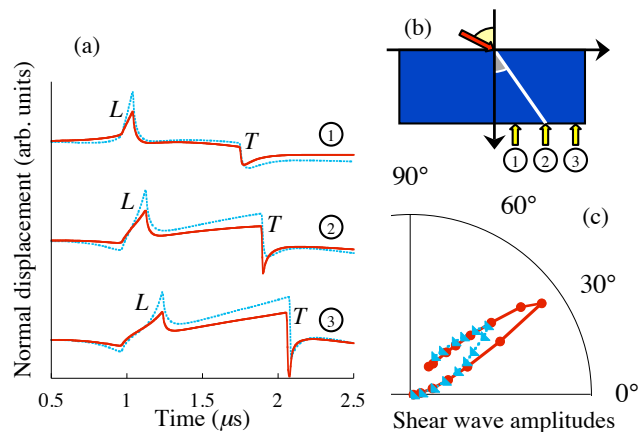 (a)
Normal displacement (arb. units)
L
T
1
L
T
2
L
T
3
0.5
1
1.5
2
2.5
Time (μs)
(b)
1
2
3
90°
60°
(c)
30°
0°
Shear wave amplitudes